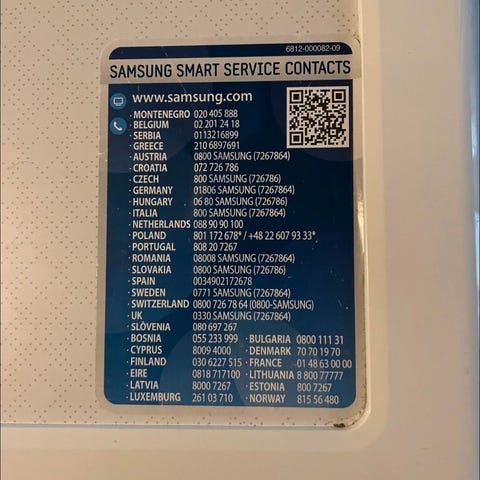 6812-000082-09
SAMSUNG SMART SERVICE CONTACTS
www.samsung.com
· MONTENEGRO 020 405 888
· BELGIUM 02 201 24 18
· SERBIA 0113216899
· GREECE 210 6897691
· AUSTRIA 0800 SAMSUNG (7267864)
· CROATIA 072 726 786
· CZECH 800 SAMSUNG (726786)
· GERMANY 01806 SAMSUNG (7267864)
· HUNGARY 06 80 SAMSUNG (726786)
· ITALIA 800 SAMSUNG (7267864)
· NETHERLANDS 088 90 90 100
· POLAND 801 172 678* / +48 22 607 93 33*
· PORTUGAL 808 20 7267
· ROMANIA 08008 SAMSUNG (7267864)
· SLOVAKIA 0800 SAMSUNG (726786)
· SPAIN 0034902172678
· SWEDEN 0771 SAMSUNG (7267864)
· SWITZERLAND 0800 726 78 64 (0800-SAMSUNG)
· UK 0330 SAMSUNG (7267864)
· SLOVENIA 080 697 267
· BOSNIA 055 233 999 · BULGARIA 0800 111 31
· CYPRUS 8009 4000 · DENMARK 70 70 19 70
· FINLAND 030 6227 515 · FRANCE 01 48 63 00 00
· EIRE 0818 717100 · LITHUANIA 8 800 77777
· LATVIA 8000 7267 · ESTONIA 800 7267
· LUXEMBURG 261 03 710 · NORWAY 815 56 480